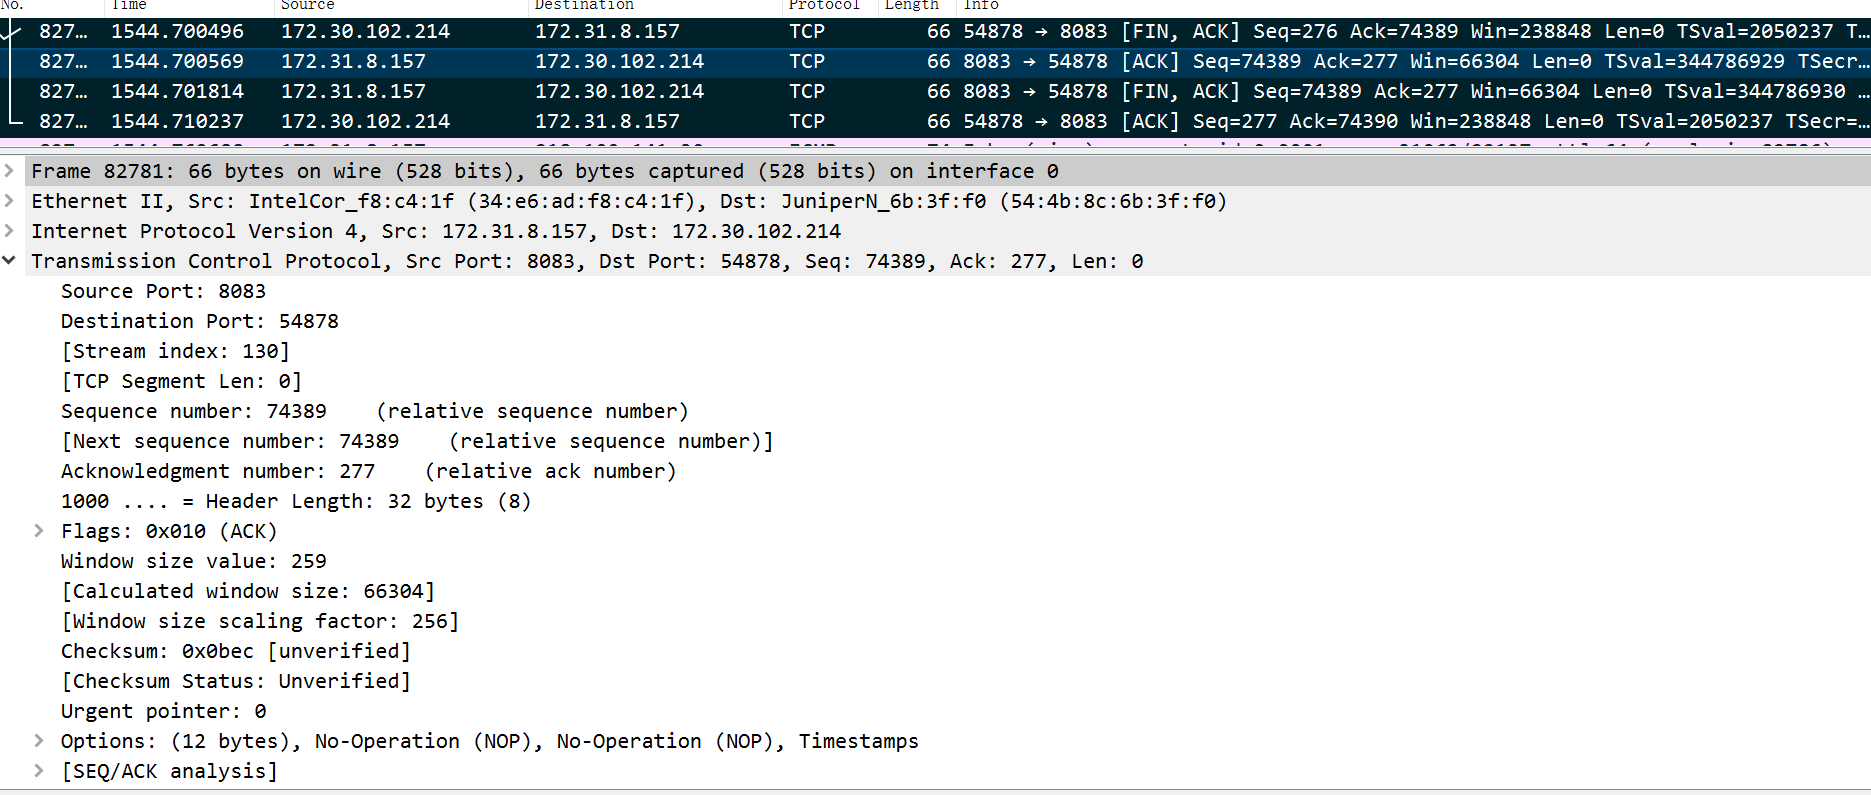 No. Time Source Destination Protocol Length Info
827… 1544.700496 172.30.102.214 172.31.8.157 TCP 66 54878 → 8083 [FIN, ACK] Seq=276 Ack=74389 Win=238848 Len=0 TSval=2050237 T…
827… 1544.700569 172.31.8.157 172.30.102.214 TCP 66 8083 → 54878 [ACK] Seq=74389 Ack=277 Win=66304 Len=0 TSval=344786929 TSecr…
827… 1544.701814 172.31.8.157 172.30.102.214 TCP 66 8083 → 54878 [FIN, ACK] Seq=74389 Ack=277 Win=66304 Len=0 TSval=344786930 …
827… 1544.710237 172.30.102.214 172.31.8.157 TCP 66 54878 → 8083 [ACK] Seq=277 Ack=74390 Win=238848 Len=0 TSval=2050237 TSecr=…
Frame 82781: 66 bytes on wire (528 bits), 66 bytes captured (528 bits) on interface 0
Ethernet II, Src: IntelCor_f8:c4:1f (34:e6:ad:f8:c4:1f), Dst: JuniperN_6b:3f:f0 (54:4b:8c:6b:3f:f0)
Internet Protocol Version 4, Src: 172.31.8.157, Dst: 172.30.102.214
Transmission Control Protocol, Src Port: 8083, Dst Port: 54878, Seq: 74389, Ack: 277, Len: 0
Source Port: 8083
Destination Port: 54878
[Stream index: 130]
[TCP Segment Len: 0]
Sequence number: 74389 (relative sequence number)
[Next sequence number: 74389 (relative sequence number)]
Acknowledgment number: 277 (relative ack number)
1000 .... = Header Length: 32 bytes (8)
Flags: 0x010 (ACK)
Window size value: 259
[Calculated window size: 66304]
[Window size scaling factor: 256]
Checksum: 0x0bec [unverified]
[Checksum Status: Unverified]
Urgent pointer: 0
Options: (12 bytes), No-Operation (NOP), No-Operation (NOP), Timestamps
[SEQ/ACK analysis]